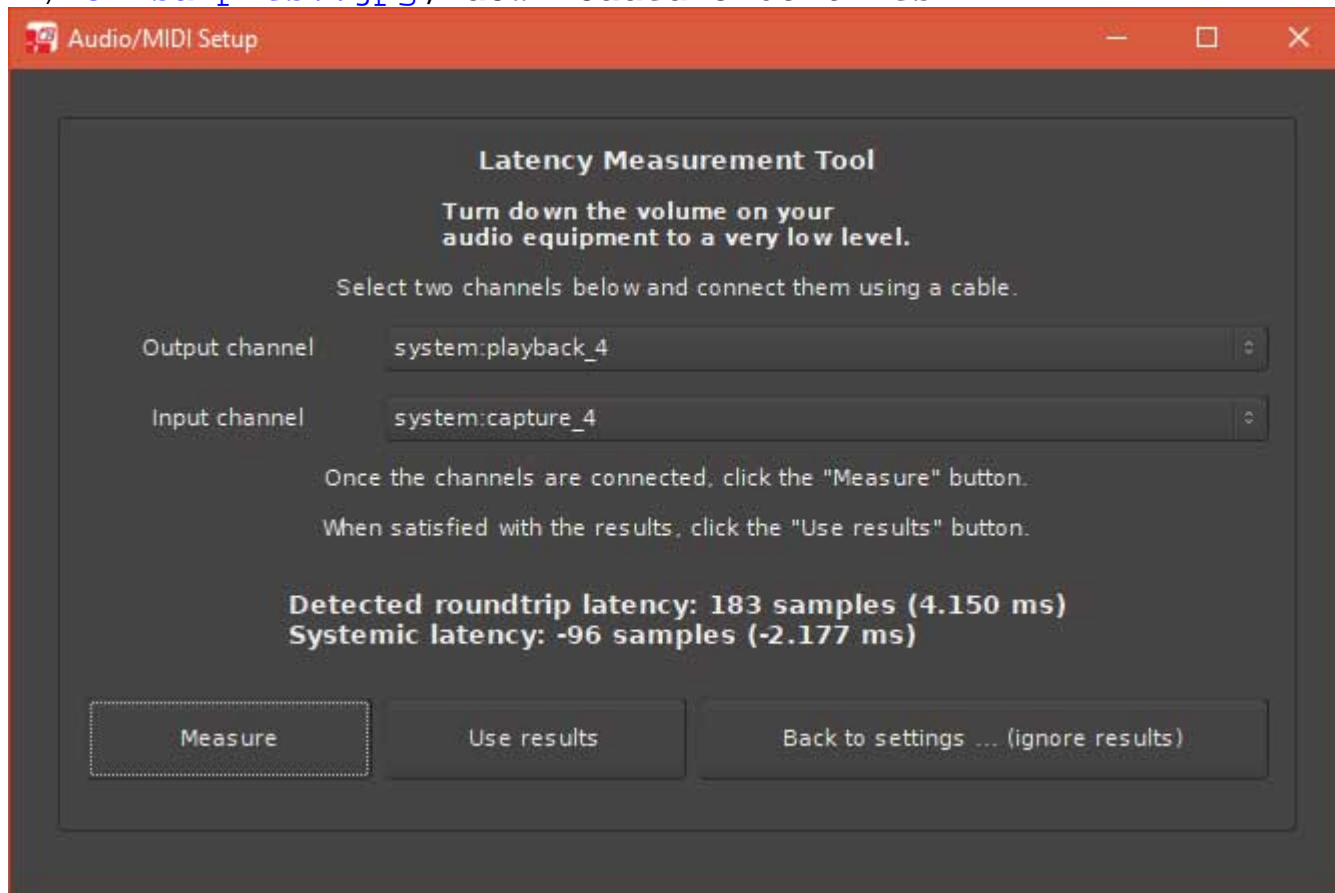 Audio/MIDI Setup
Latency Measurement Tool
Turn down the volume on your
audio equipment to a very low level.
Select two channels below and connect them using a cable.
Output channel system:playback_4
Input channel system:capture_4
Once the channels are connected, click the "Measure" button.
When satisfied with the results, click the "Use results" button.
Detected roundtrip latency: 183 samples (4.150 ms)
Systemic latency: -96 samples (-2.177 ms)
Measure Use results Back to settings ... (ignore results)